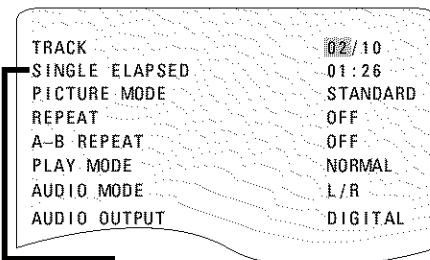 TRACK 02/10
SINGLE ELAPSED 01:26
PICTURE MODE STANDARD
REPEAT OFF
A–B REPEAT OFF
PLAY MODE NORMAL
AUDIO MODE L/R
AUDIO OUTPUT DIGITAL